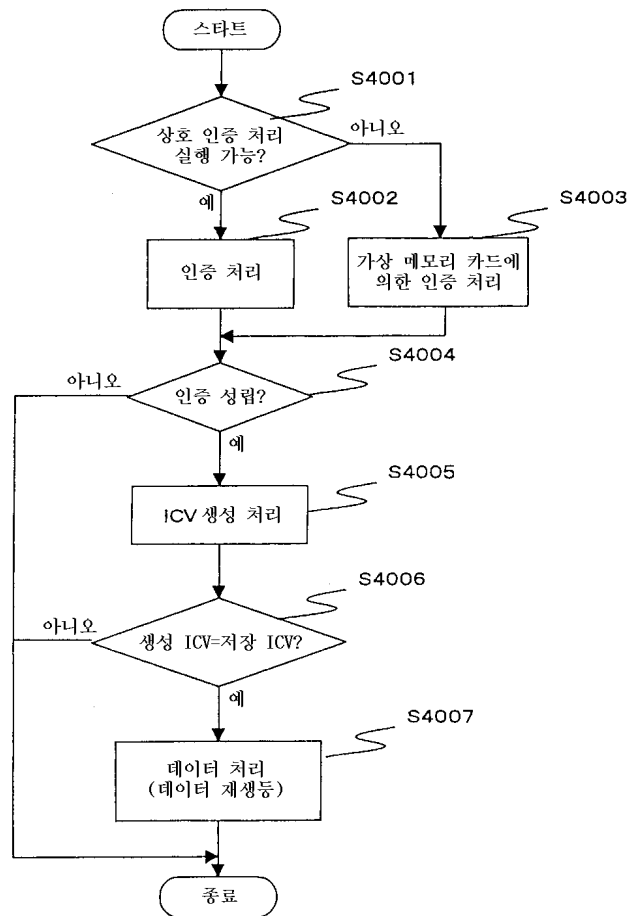 스타트
S4001
상호 인증 처리
실행 가능?
아니오
예
S4002
S4003
인증 처리
가상 메모리 카드에
의한 인증 처리
S4004
아니오
인증 성립?
예
S4005
ICV 생성 처리
S4006
아니오
생성 ICV=저장 ICV?
예
S4007
데이터 처리
(데이터 재생등)
종료